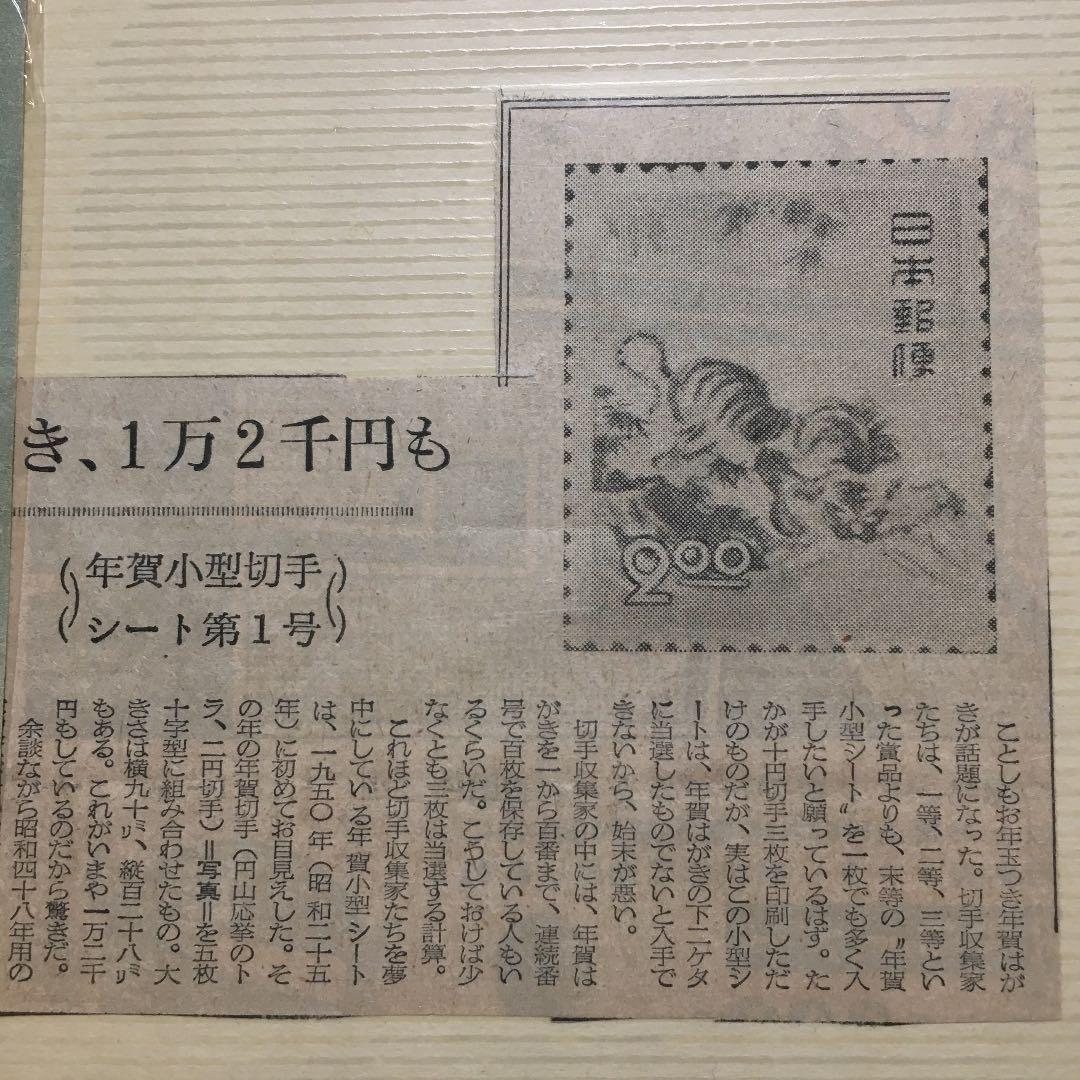 日本郵便
2.00
き、1万2千円も
(年賀小型切手
シート第1号)
ことしもお年玉つき年賀はが
きが話題になった。切手収集家
たちは、一等、二等、三等とい
った賞品よりも、末等の〝年賀
小型シート〟を一枚でも多く入
手したいと願っているはず。た
かが十円切手三枚を印刷しただ
けのものだが、実はこの小型シ
ートは、年賀はがきの下二ケタ
に当選したものでないと入手で
きないから、始末が悪い。
切手収集家の中には、年賀は
がきを一から百番まで、連続番
号で百枚を保存している人もい
るくらいだ。こうしておけば少
なくとも三枚は当選する計算。
これほど切手収集家たちを夢
中にしている年賀小型シート
は、一九五〇年(昭和二十五
年)に初めてお目見えした。そ
の年の年賀切手(円山応挙のト
ラ、二円切手)=写真=を五枚
十字型に組み合わせたもの。大
きさは横九十ミリ、縦百二十八ミリ
もある。これがいまや一万二千
円もしているのだから驚きだ。
余談ながら昭和四十八年用の